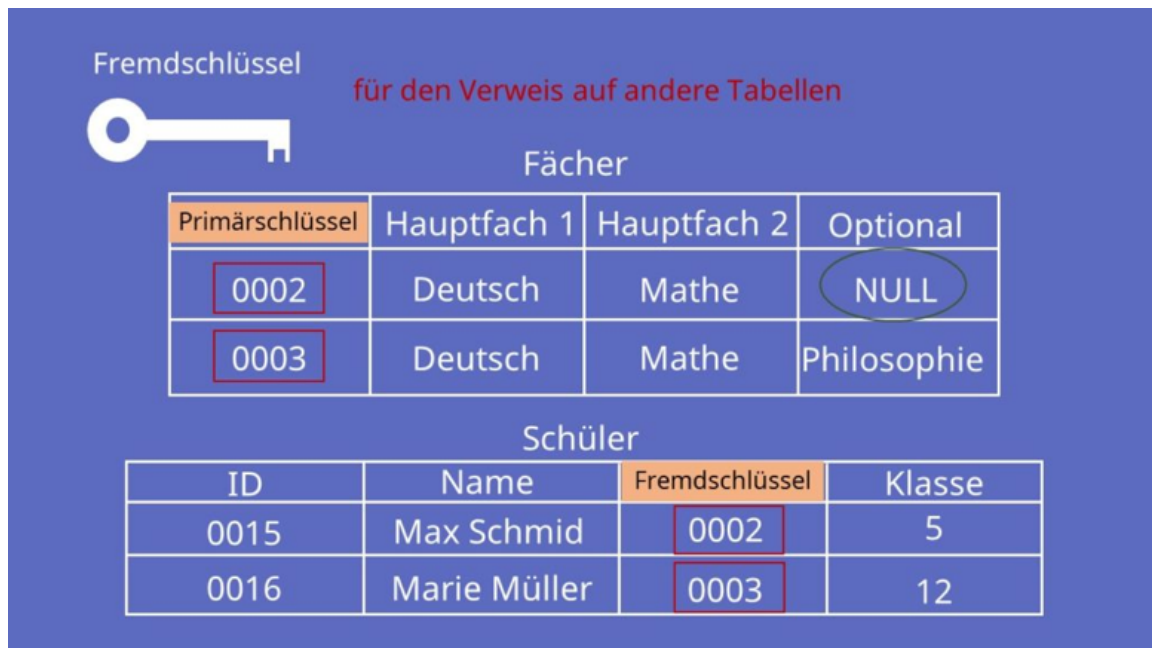 Fremdschlüssel
für den Verweis auf andere Tabellen
Fächer
Primärschlüssel Hauptfach 1 Hauptfach 2 Optional
0002 Deutsch Mathe NULL
0003 Deutsch Mathe Philosophie
Schüler
ID Name Fremdschlüssel Klasse
0015 Max Schmid 0002 5
0016 Marie Müller 0003 12